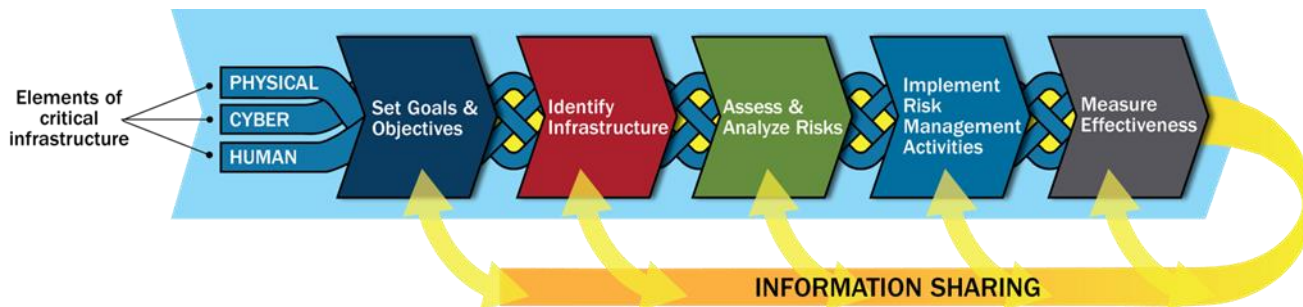 Elements of
critical
infrastructure
PHYSICAL
CYBER
HUMAN
Set Goals &
Objectives
Identify
Infrastructure
Assess &
Analyze Risks
Implement
Risk
Management
Activities
Measure
Effectiveness
INFORMATION SHARING